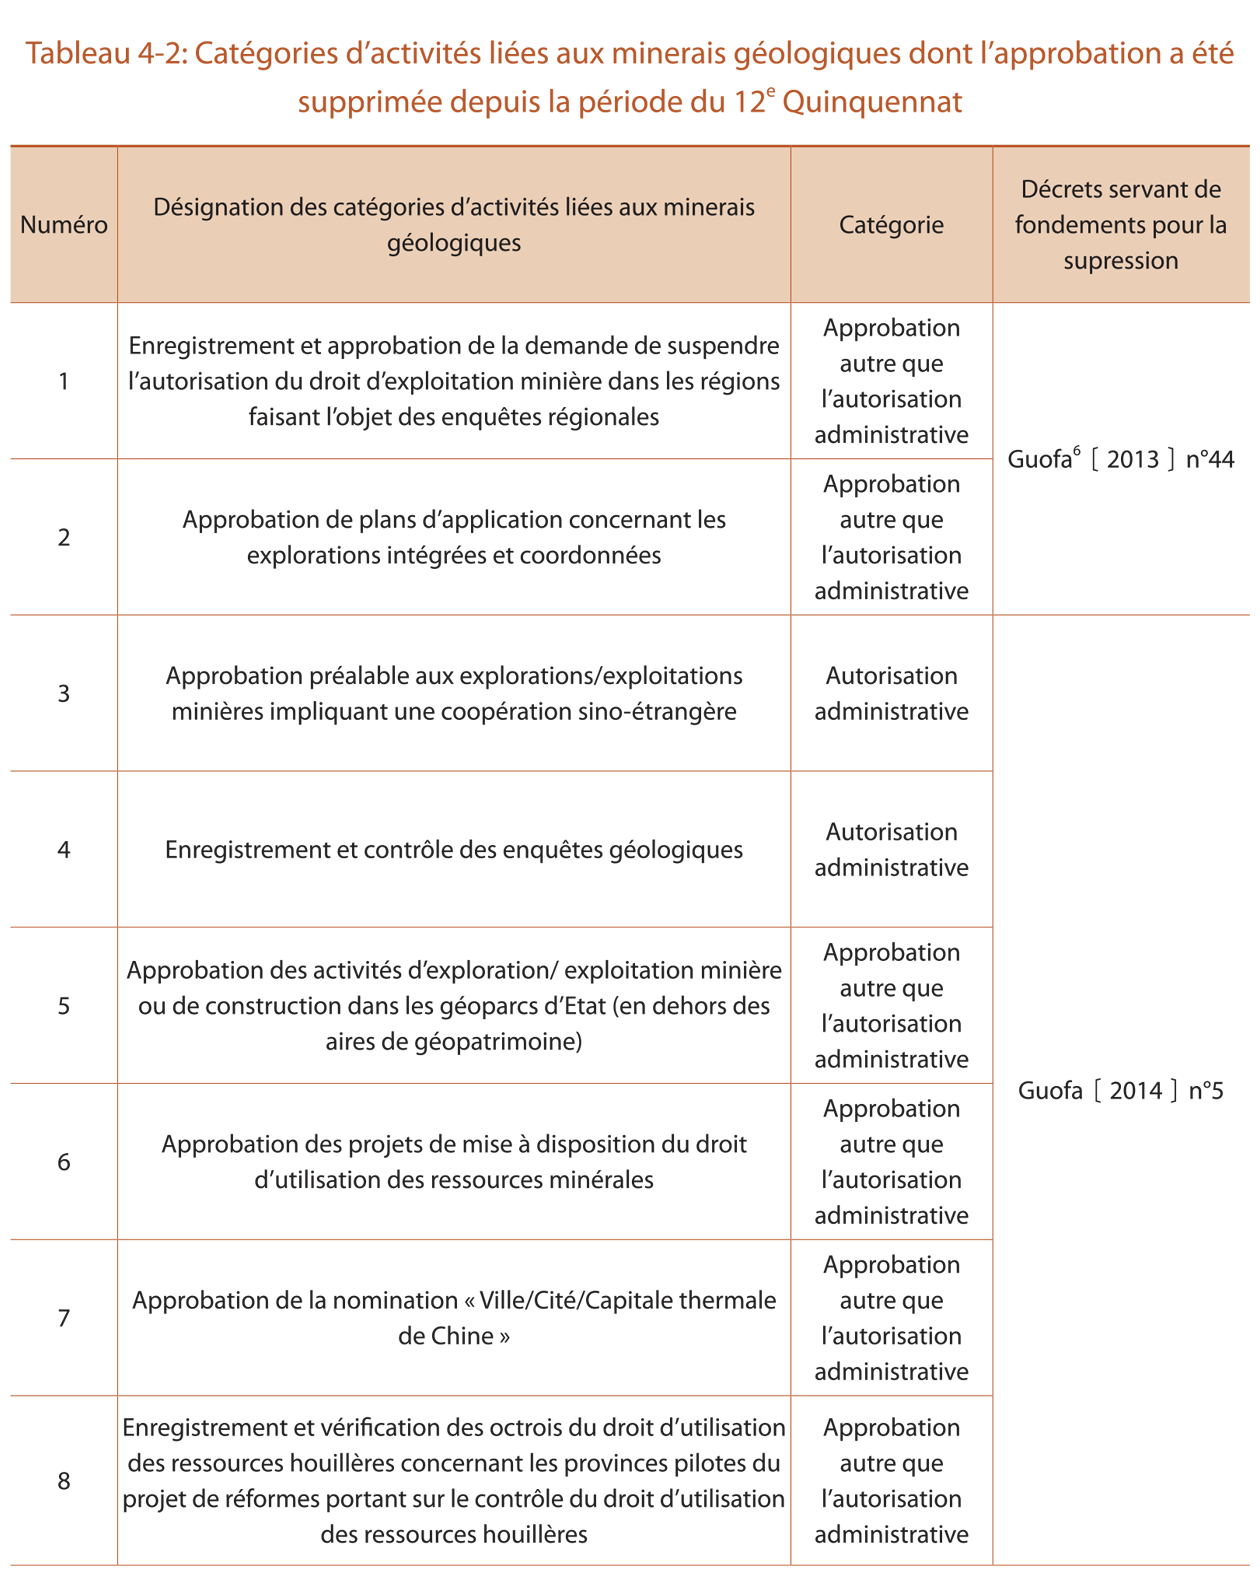 Tableau 4-2: Catégories d’activités liées aux minerais géologiques dont l’approbation a été
supprimée depuis la période du 12e Quinquennat
Numéro
Désignation des catégories d’activités liées aux minerais
géologiques
Catégorie
Décrets servant de
fondements pour la
supression
1
Enregistrement et approbation de la demande de suspendre
l’autorisation du droit d’exploitation minière dans les régions
faisant l’objet des enquêtes régionales
Approbation
autre que
l’autorisation
administrative
Guofa6〔2013〕n°44
2
Approbation de plans d’application concernant les
explorations intégrées et coordonnées
Approbation
autre que
l’autorisation
administrative
3
Approbation préalable aux explorations/exploitations
minières impliquant une coopération sino-étrangère
Autorisation
administrative
Guofa〔2014〕n°5
4
Enregistrement et contrôle des enquêtes géologiques
Autorisation
administrative
5
Approbation des activités d’exploration/ exploitation minière
ou de construction dans les géoparcs d’Etat (en dehors des
aires de géopatrimoine)
Approbation
autre que
l’autorisation
administrative
6
Approbation des projets de mise à disposition du droit
d’utilisation des ressources minérales
Approbation
autre que
l’autorisation
administrative
7
Approbation de la nomination « Ville/Cité/Capitale thermale
de Chine »
Approbation
autre que
l’autorisation
administrative
8
Enregistrement et vérification des octrois du droit d’utilisation
des ressources houillères concernant les provinces pilotes du
projet de réformes portant sur le contrôle du droit d’utilisation
des ressources houillères
Approbation
autre que
l’autorisation
administrative